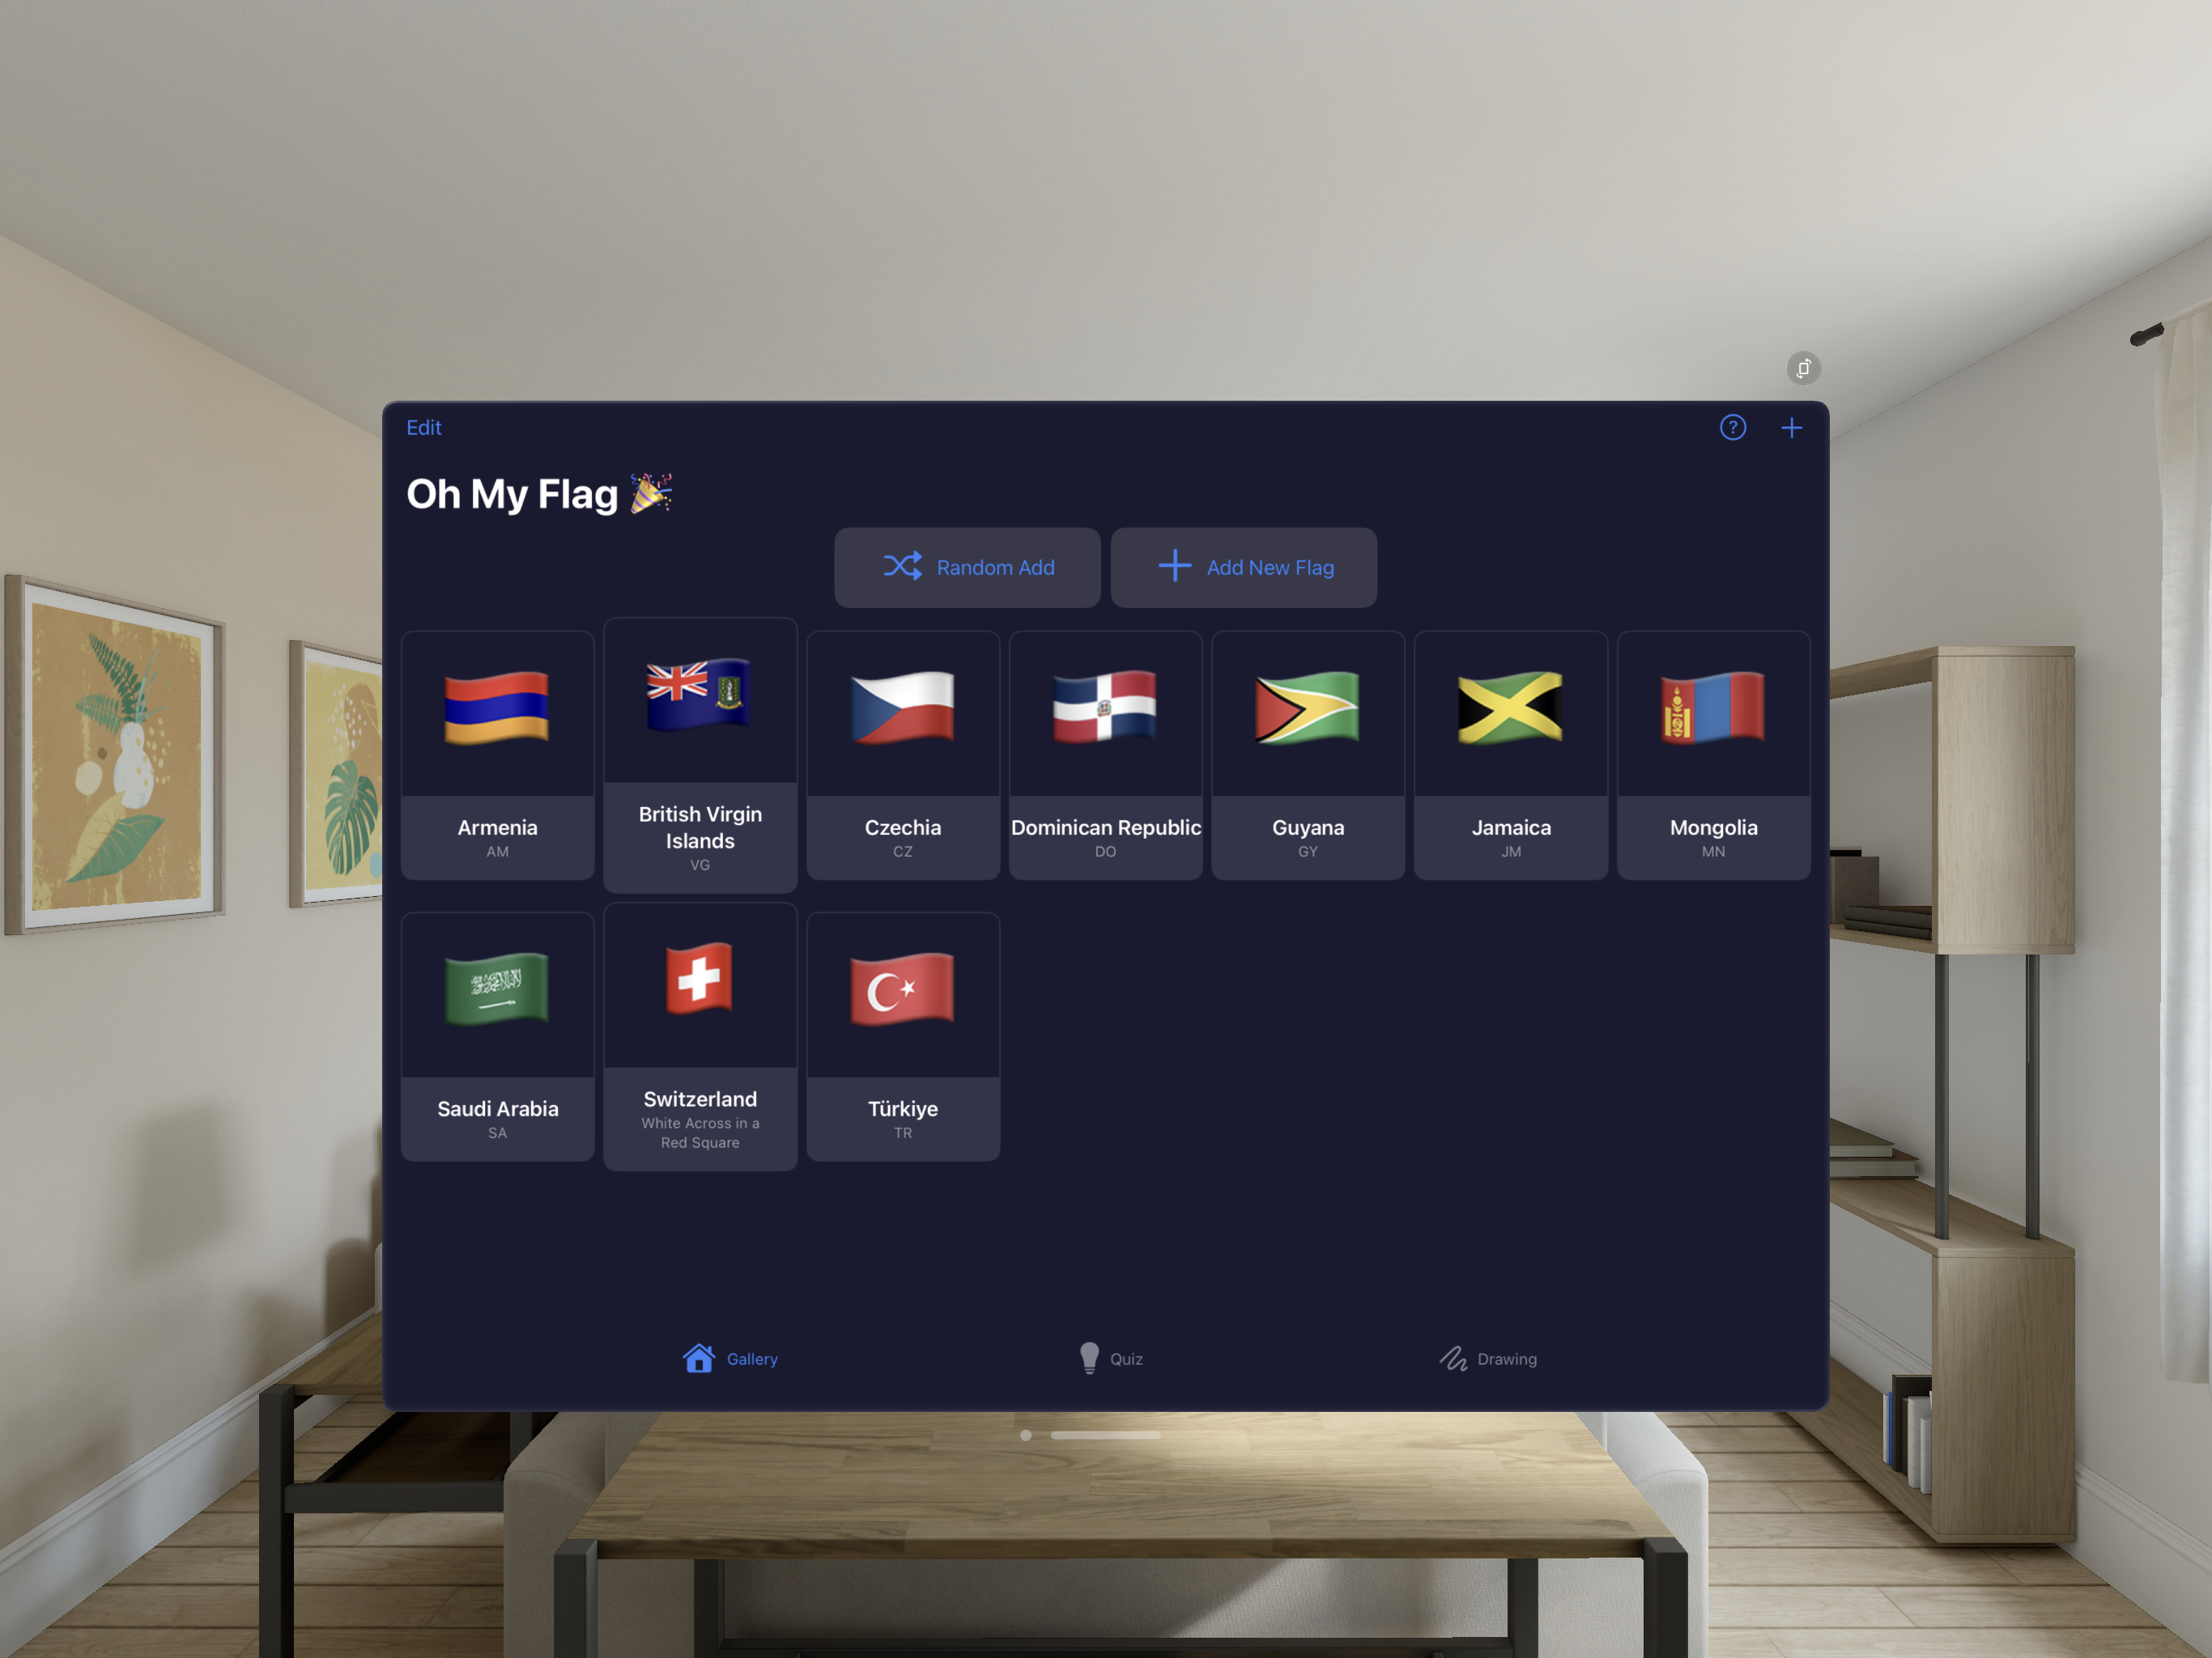 Edit
Oh My Flag 🎉
Random Add
Add New Flag
Armenia
AM
British Virgin
Islands
VG
Czechia
CZ
Dominican Republic
DO
Guyana
GY
Jamaica
JM
Mongolia
MN
Saudi Arabia
SA
Switzerland
White Across in a
Red Square
Türkiye
TR
Gallery
Quiz
Drawing